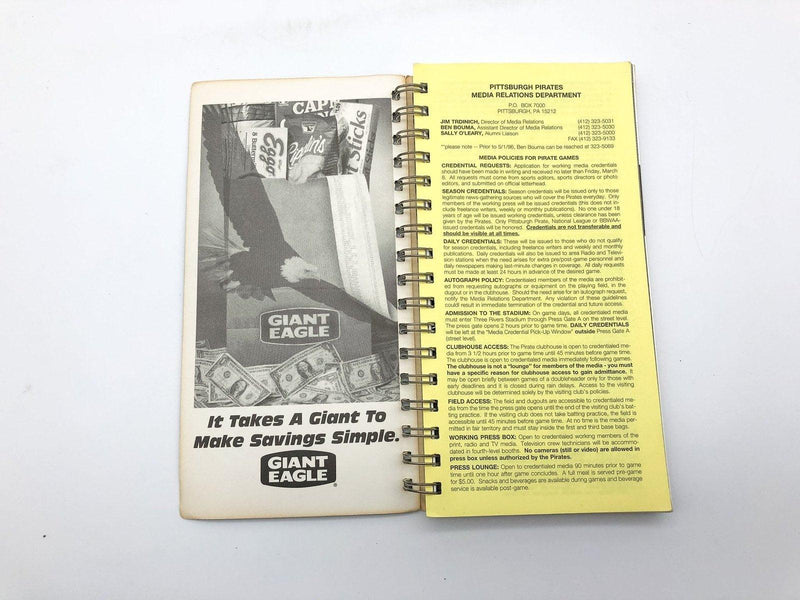 CAPI
Eggo
8 WAFFLES
t Sticks
GIANT
EAGLE
It Takes A Giant To
Make Savings Simple.
GIANT
EAGLE
PITTSBURGH PIRATES
MEDIA RELATIONS DEPARTMENT
P.O. BOX 7000
PITTSBURGH, PA 15212
JIM TRDINICH, Director of Media Relations (412) 323-5031
BEN BOUMA, Assistant Director of Media Relations (412) 323-5030
SALLY O'LEARY, Alumni Liaison (412) 323-5000
FAX (412) 323-9133
**please note -- Prior to 5/1/96, Ben Bouma can be reached at 323-5069
MEDIA POLICIES FOR PIRATE GAMES
CREDENTIAL REQUESTS: Application for working media credentials
should have been made in writing and received no later than Friday, March
8. All requests must come from sports editors, sports directors or photo
editors, and submitted on official letterhead.
SEASON CREDENTIALS: Season credentials will be issued only to those
legitimate news-gathering sources who will cover the Pirates everyday. Only
members of the working press will be issued credentials (this does not in-
clude freelance writers, weekly or monthly publications). No one under 18
years of age will be issued working credentials, unless clearance has been
given by the Pirates. Only Pittsburgh Pirate, National League or BBWAA-
issued credentials will be honored. Credentials are not transferable and
should be visible at all times.
DAILY CREDENTIALS: These will be issued to those who do not qualify
for season credentials, including freelance writers and weekly and monthly
publications. Daily credentials will also be issued to area Radio and Televi-
sion stations when the need arises for extra pre/post-game personnel and
daily newspapers making last-minute changes in coverage. All daily requests
must be made at least 24 hours in advance of the desired game.
AUTOGRAPH POLICY: Credentialed members of the media are prohibit-
ed from requesting autographs or equipment on the playing field, in the
dugout or in the clubhouse. Should the need arise for an autograph request,
notify the Media Relations Department. Any violation of these guidelines
could result in immediate termination of the credential and future access.
ADMISSION TO THE STADIUM: On game days, all credentialed media
must enter Three Rivers Stadium through Press Gate A on the street level.
The press gate opens 2 hours prior to game time. DAILY CREDENTIALS
will be left at the "Media Credential Pick-Up Window" outside Press Gate A
(street level).
CLUBHOUSE ACCESS: The Pirate clubhouse is open to credentialed me-
dia from 3 1/2 hours prior to game time until 45 minutes before game time.
The clubhouse is open to credentialed media immediately following games.
The clubhouse is not a "lounge" for members of the media - you must
have a specific reason for clubhouse access to gain admittance. It
may be open briefly between games of a doubleheader only for those with
early deadlines and it is closed during rain delays. Access to the visiting
clubhouse will be determined solely by the visiting club's policies.
FIELD ACCESS: The field and dugouts are accessible to credentialed me-
dia from the time the press gate opens until the end of the visiting club's bat-
ting practice. If the visiting club does not take batting practice, the field is
accessible until 45 minutes before game time. At no time is the media per-
mitted in fair territory and must stay inside the first and third base bags.
WORKING PRESS BOX: Open to credentialed working members of the
print, radio and TV media. Television crew technicians will be accommo-
dated in fourth-level booths. No cameras (still or video) are allowed in
press box unless authorized by the Pirates.
PRESS LOUNGE: Open to credentialed media 90 minutes prior to game
time until one hour after game concludes. A full meal is served pre-game
for $5.00. Snacks and beverages are available during games and beverage
service is available post-game.